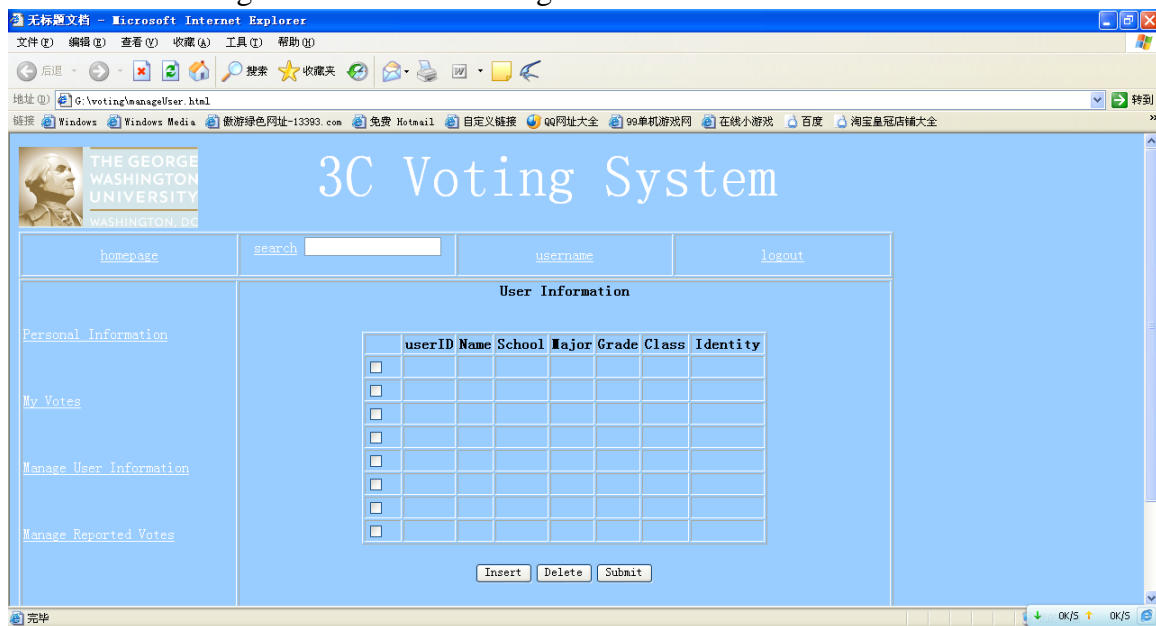 无标题文档 - Microsoft Internet Explorer
文件(F) 编辑(E) 查看(V) 收藏(A) 工具(T) 帮助(H)
后退 搜索 收藏夹
地址(D) G:\voting\manageUser.html 转到
链接 Windows Windows Media 傲游绿色网址-13393.com 免费 Hotmail 自定义链接 QQ网址大全 99单机游戏网 在线小游戏 百度 淘宝皇冠店铺大全 »
THE GEORGE
WASHINGTON
UNIVERSITY
WASHINGTON, DC
3C Voting System
homepage search username logout
User Information
Personal Information
userID Name School Major Grade Class Identity
My Votes
Manage User Information
Manage Reported Votes
Insert Delete Submit
完毕 0K/S 0K/S